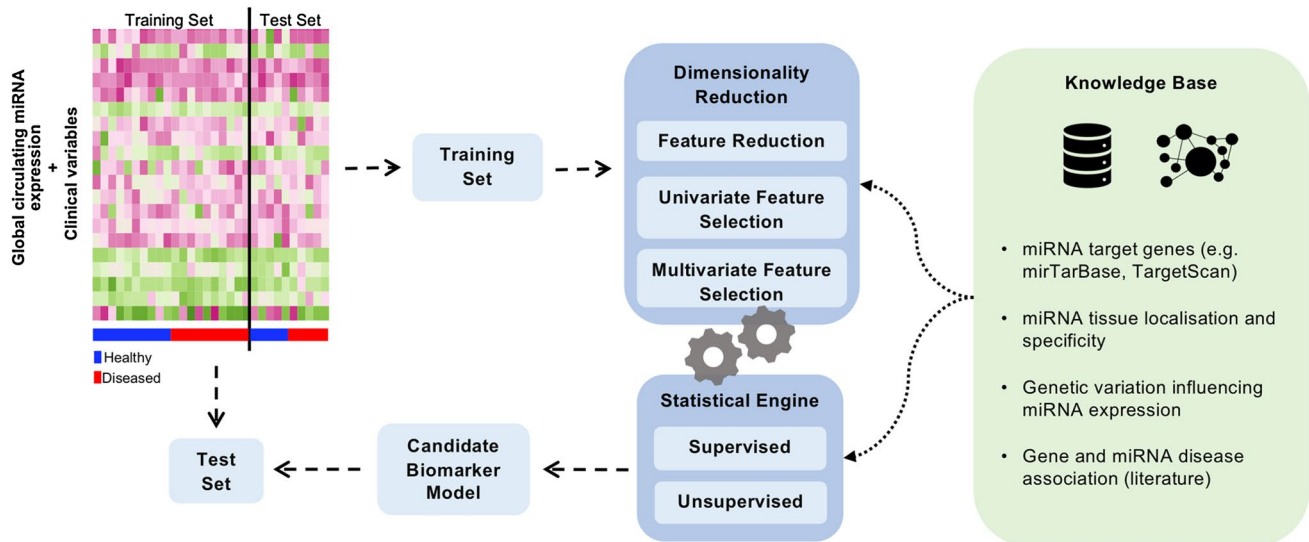 Training Set
Test Set
Global circulating miRNA
expression
+
Clinical variables
Healthy
Diseased
Training
Set
Dimensionality
Reduction
Feature Reduction
Univariate Feature
Selection
Multivariate Feature
Selection
Statistical Engine
Supervised
Unsupervised
Candidate
Biomarker
Model
Test
Set
Knowledge Base
• miRNA target genes (e.g.
mirTarBase, TargetScan)
• miRNA tissue localisation and
specificity
• Genetic variation influencing
miRNA expression
• Gene and miRNA disease
association (literature)